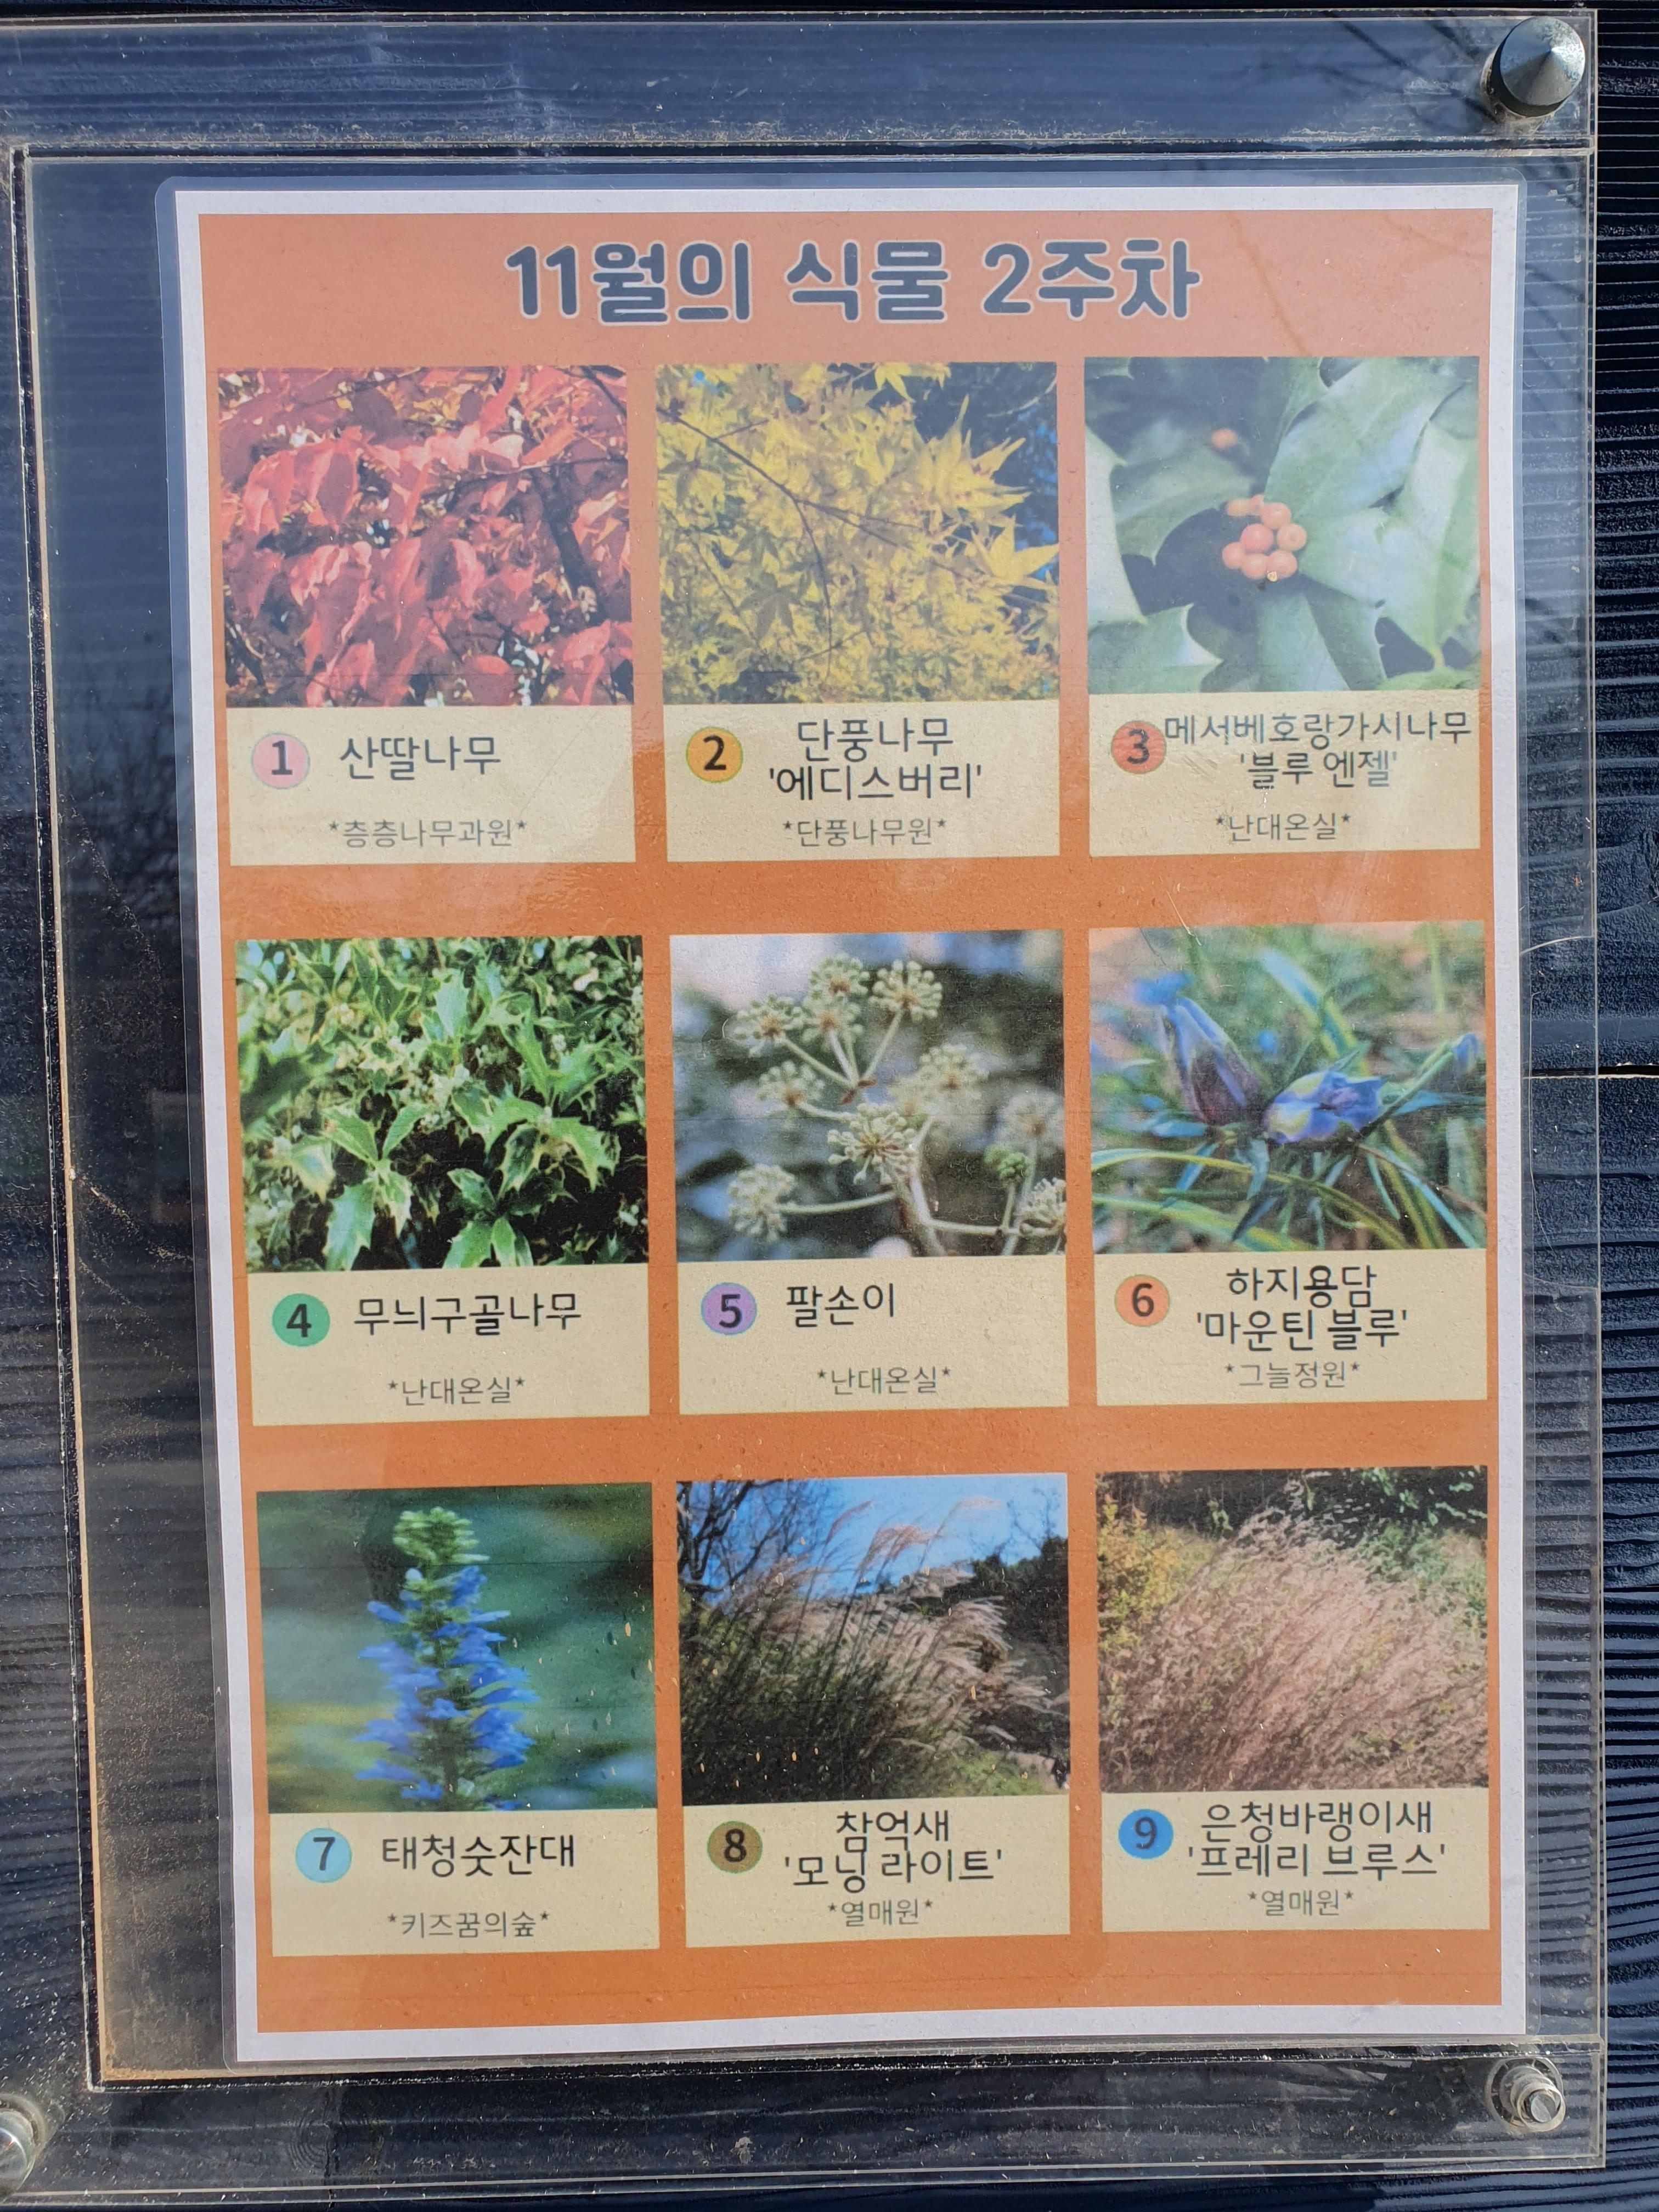 11월의 식물 2주차
1 산딸나무
*층층나무과원*
2 단풍나무
'에디스버리'
*단풍나무원*
3 메서베호랑가시나무
'블루 엔젤'
*난대온실*
4 무늬구골나무
*난대온실*
5 팔손이
*난대온실*
6 하지용담
'마운틴 블루'
*그늘정원*
7 태청숫잔대
*키즈꿈의숲*
8 참억새
'모닝 라이트'
*열매원*
9 은청바랭이새
'프레리 브루스'
*열매원*